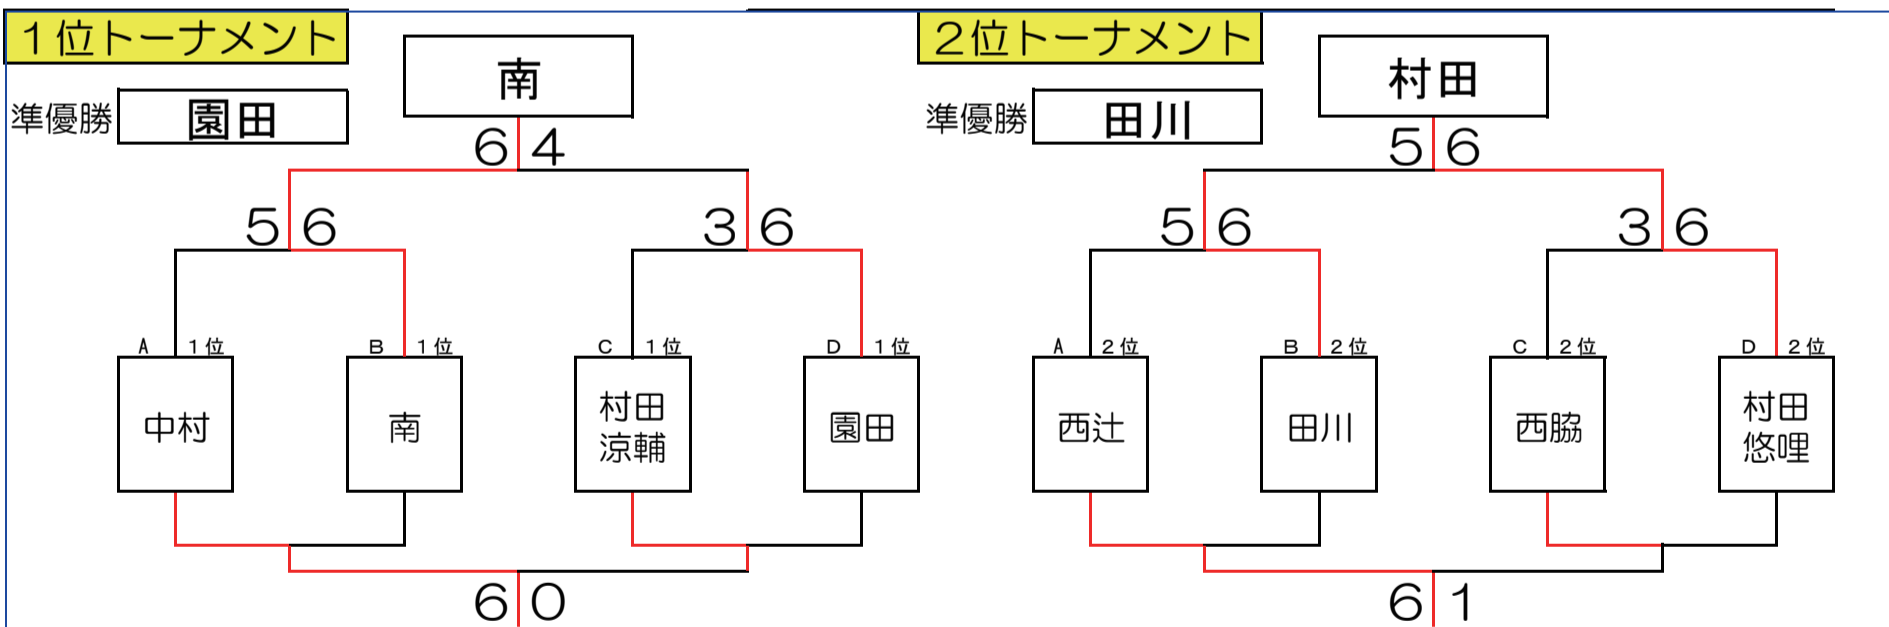 1位トーナメント
南
準優勝 園田
6 4
5 6
3 6
A 1位
B 1位
C 1位
D 1位
中村
南
村田
涼輔
園田
6 0
2位トーナメント
村田
準優勝 田川
5 6
5 6
3 6
A 2位
B 2位
C 2位
D 2位
西辻
田川
西脇
村田
悠哩
6 1